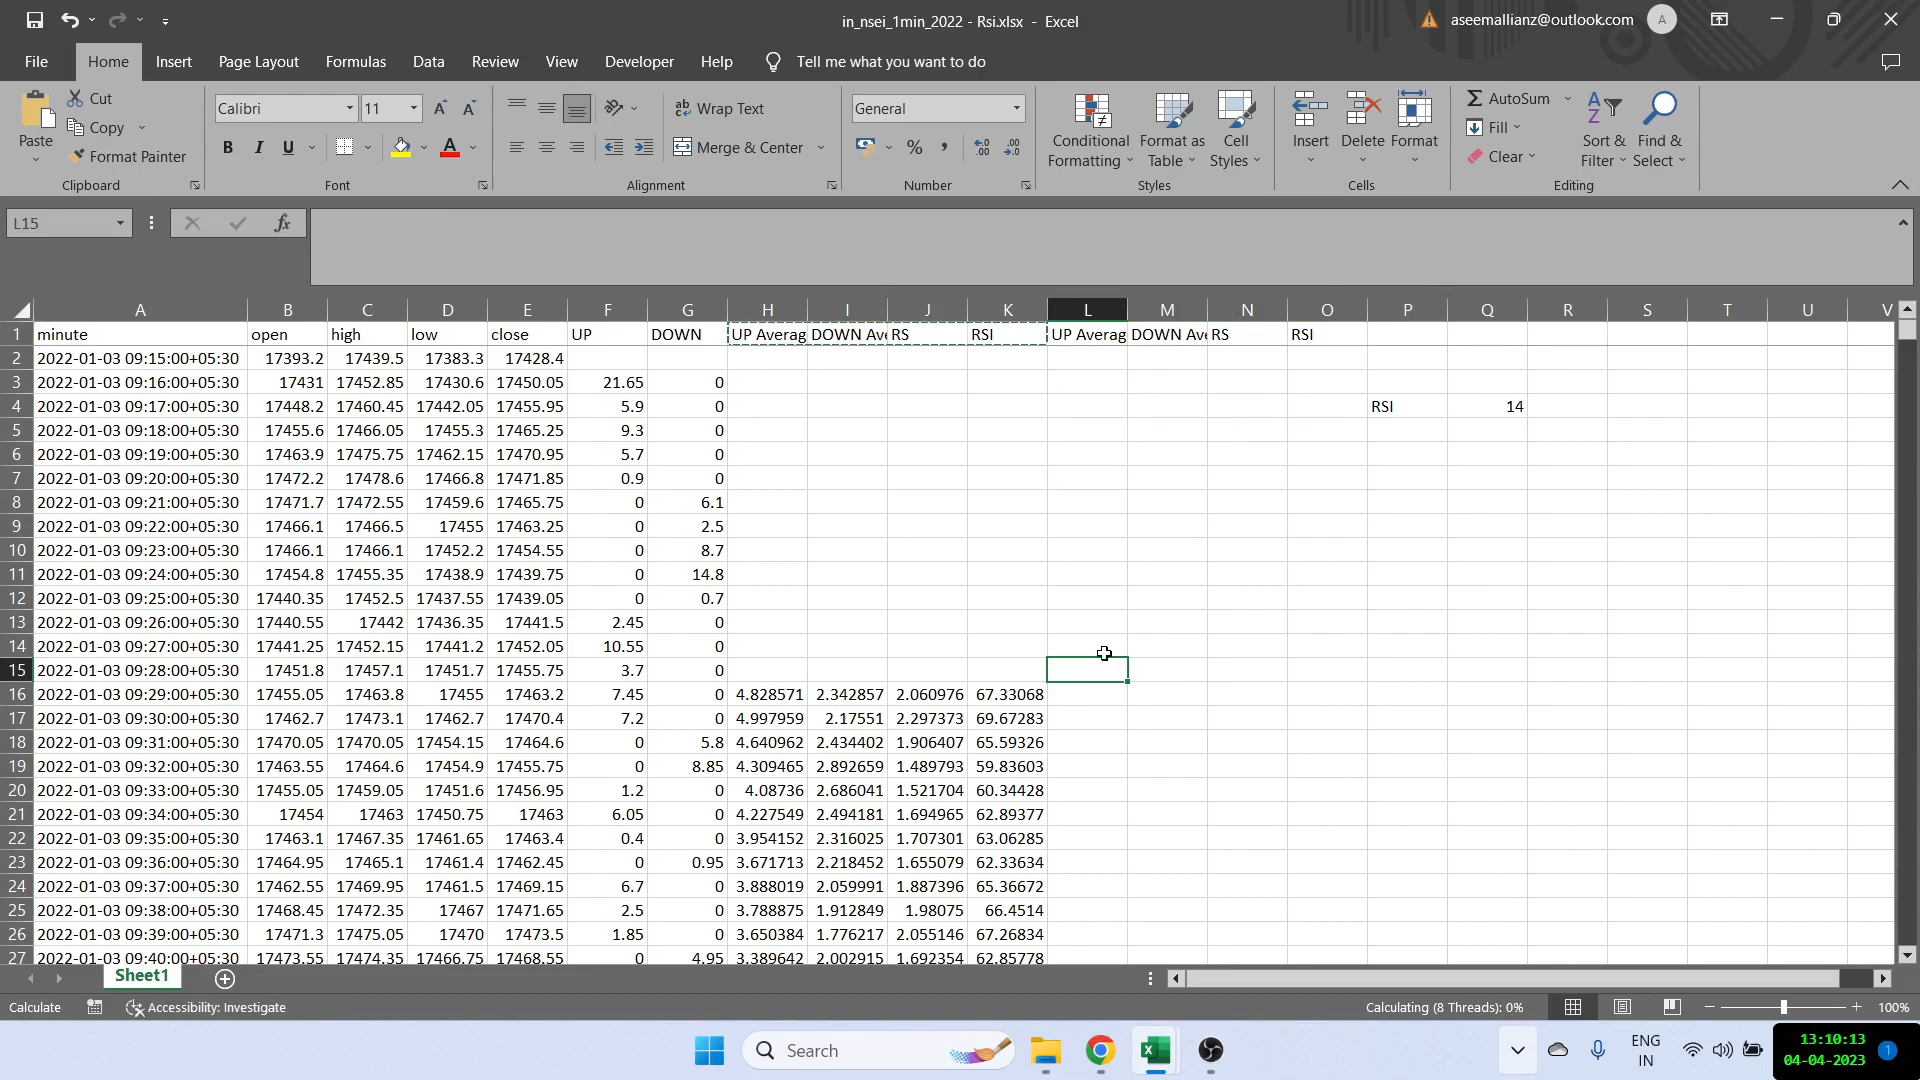 in_nsei_1min_2022 - Rsi.xlsx - Excel
aseemallianz@outlook.com A
File Home Insert Page Layout Formulas Data Review View Developer Help Tell me what you want to do
Paste Cut Calibri 11 Wrap Text General Conditional Formatting Format as Table Cell Styles Insert Delete Format AutoSum Sort & Filter Find & Select
Copy Fill
Format Painter B I U A Merge & Center % , Clear
Clipboard Font Alignment Number Styles Cells Editing
L15 fx
A B C D E F G H I J K L M N O P Q R S T U V
1 minute open high low close UP DOWN UP Averag DOWN Ave RS RSI UP Averag DOWN Ave RS RSI
2 2022-01-03 09:15:00+05:30 17393.2 17439.5 17383.3 17428.4
3 2022-01-03 09:16:00+05:30 17431 17452.85 17430.6 17450.05 21.65 0
4 2022-01-03 09:17:00+05:30 17448.2 17460.45 17442.05 17455.95 5.9 0 RSI 14
5 2022-01-03 09:18:00+05:30 17455.6 17466.05 17455.3 17465.25 9.3 0
6 2022-01-03 09:19:00+05:30 17463.9 17475.75 17462.15 17470.95 5.7 0
7 2022-01-03 09:20:00+05:30 17472.2 17478.6 17466.8 17471.85 0.9 0
8 2022-01-03 09:21:00+05:30 17471.7 17472.55 17459.6 17465.75 0 6.1
9 2022-01-03 09:22:00+05:30 17466.1 17466.5 17455 17463.25 0 2.5
10 2022-01-03 09:23:00+05:30 17466.1 17466.1 17452.2 17454.55 0 8.7
11 2022-01-03 09:24:00+05:30 17454.8 17455.35 17438.9 17439.75 0 14.8
12 2022-01-03 09:25:00+05:30 17440.35 17452.5 17437.55 17439.05 0 0.7
13 2022-01-03 09:26:00+05:30 17440.55 17442 17436.35 17441.5 2.45 0
14 2022-01-03 09:27:00+05:30 17441.25 17452.15 17441.2 17452.05 10.55 0
15 2022-01-03 09:28:00+05:30 17451.8 17457.1 17451.7 17455.75 3.7 0
16 2022-01-03 09:29:00+05:30 17455.05 17463.8 17455 17463.2 7.45 0 4.828571 2.342857 2.060976 67.33068
17 2022-01-03 09:30:00+05:30 17462.7 17473.1 17462.7 17470.4 7.2 0 4.997959 2.17551 2.297373 69.67283
18 2022-01-03 09:31:00+05:30 17470.05 17470.05 17454.15 17464.6 0 5.8 4.640962 2.434402 1.906407 65.59326
19 2022-01-03 09:32:00+05:30 17463.55 17464.6 17454.9 17455.75 0 8.85 4.309465 2.892659 1.489793 59.83603
20 2022-01-03 09:33:00+05:30 17455.05 17459.05 17451.6 17456.95 1.2 0 4.08736 2.686041 1.521704 60.34428
21 2022-01-03 09:34:00+05:30 17454 17463 17450.75 17463 6.05 0 4.227549 2.494181 1.694965 62.89377
22 2022-01-03 09:35:00+05:30 17463.1 17467.35 17461.65 17463.4 0.4 0 3.954152 2.316025 1.707301 63.06285
23 2022-01-03 09:36:00+05:30 17464.95 17465.1 17461.4 17462.45 0 0.95 3.671713 2.218452 1.655079 62.33634
24 2022-01-03 09:37:00+05:30 17462.55 17469.95 17461.5 17469.15 6.7 0 3.888019 2.059991 1.887396 65.36672
25 2022-01-03 09:38:00+05:30 17468.45 17472.35 17467 17471.65 2.5 0 3.788875 1.912849 1.98075 66.4514
26 2022-01-03 09:39:00+05:30 17471.3 17475.05 17470 17473.5 1.85 0 3.650384 1.776217 2.055146 67.26834
27 2022-01-03 09:40:00+05:30 17473.55 17474.35 17466.75 17468.55 0 4.95 3.389642 2.002915 1.692354 62.85778
Sheet1
Calculate Accessibility: Investigate Calculating (8 Threads): 0% 100%
Search ENG IN 13:10:13 04-04-2023 1